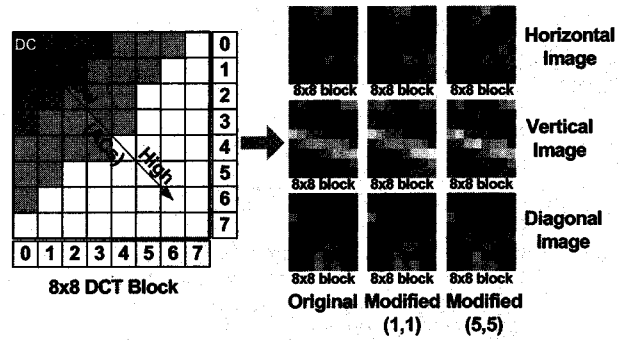 DC
0
1
2
3
4
5
6
7
High
0 1 2 3 4 5 6 7
8x8 DCT Block
8x8 block 8x8 block 8x8 block
Horizontal
Image
8x8 block 8x8 block 8x8 block
Vertical
Image
8x8 block 8x8 block 8x8 block
Diagonal
Image
Original Modified Modified
(1,1) (5,5)